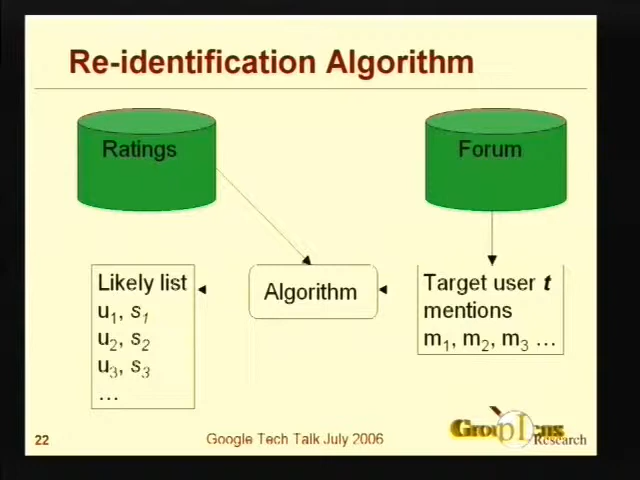 Re-identification Algorithm
Ratings
Forum
Likely list
u1, s1
u2, s2
u3, s3
…
Algorithm
Target user t
mentions
m1, m2, m3 …
22
Google Tech Talk July 2006
GroupLens
Research